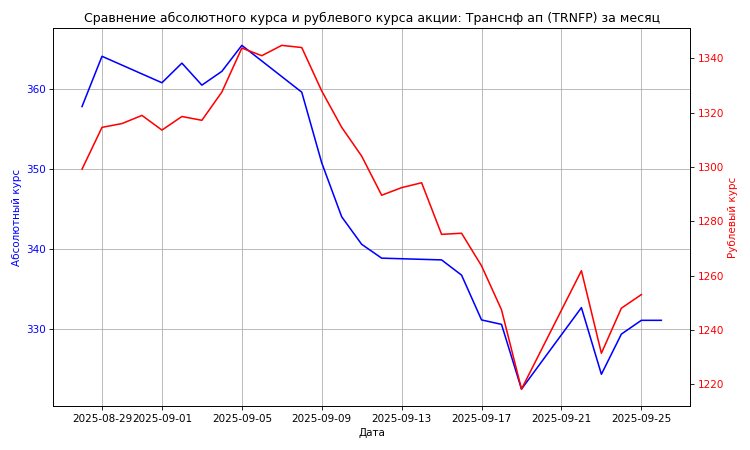 Сравнение абсолютного курса и рублевого курса акции: Транснф ап (TRNFP) за месяц
360
350
340
330
Абсолютный курс
1340
1320
1300
1280
1260
1240
1220
Рублевый курс
2025-08-29 2025-09-01 2025-09-05 2025-09-09 2025-09-13 2025-09-17 2025-09-21 2025-09-25
Дата